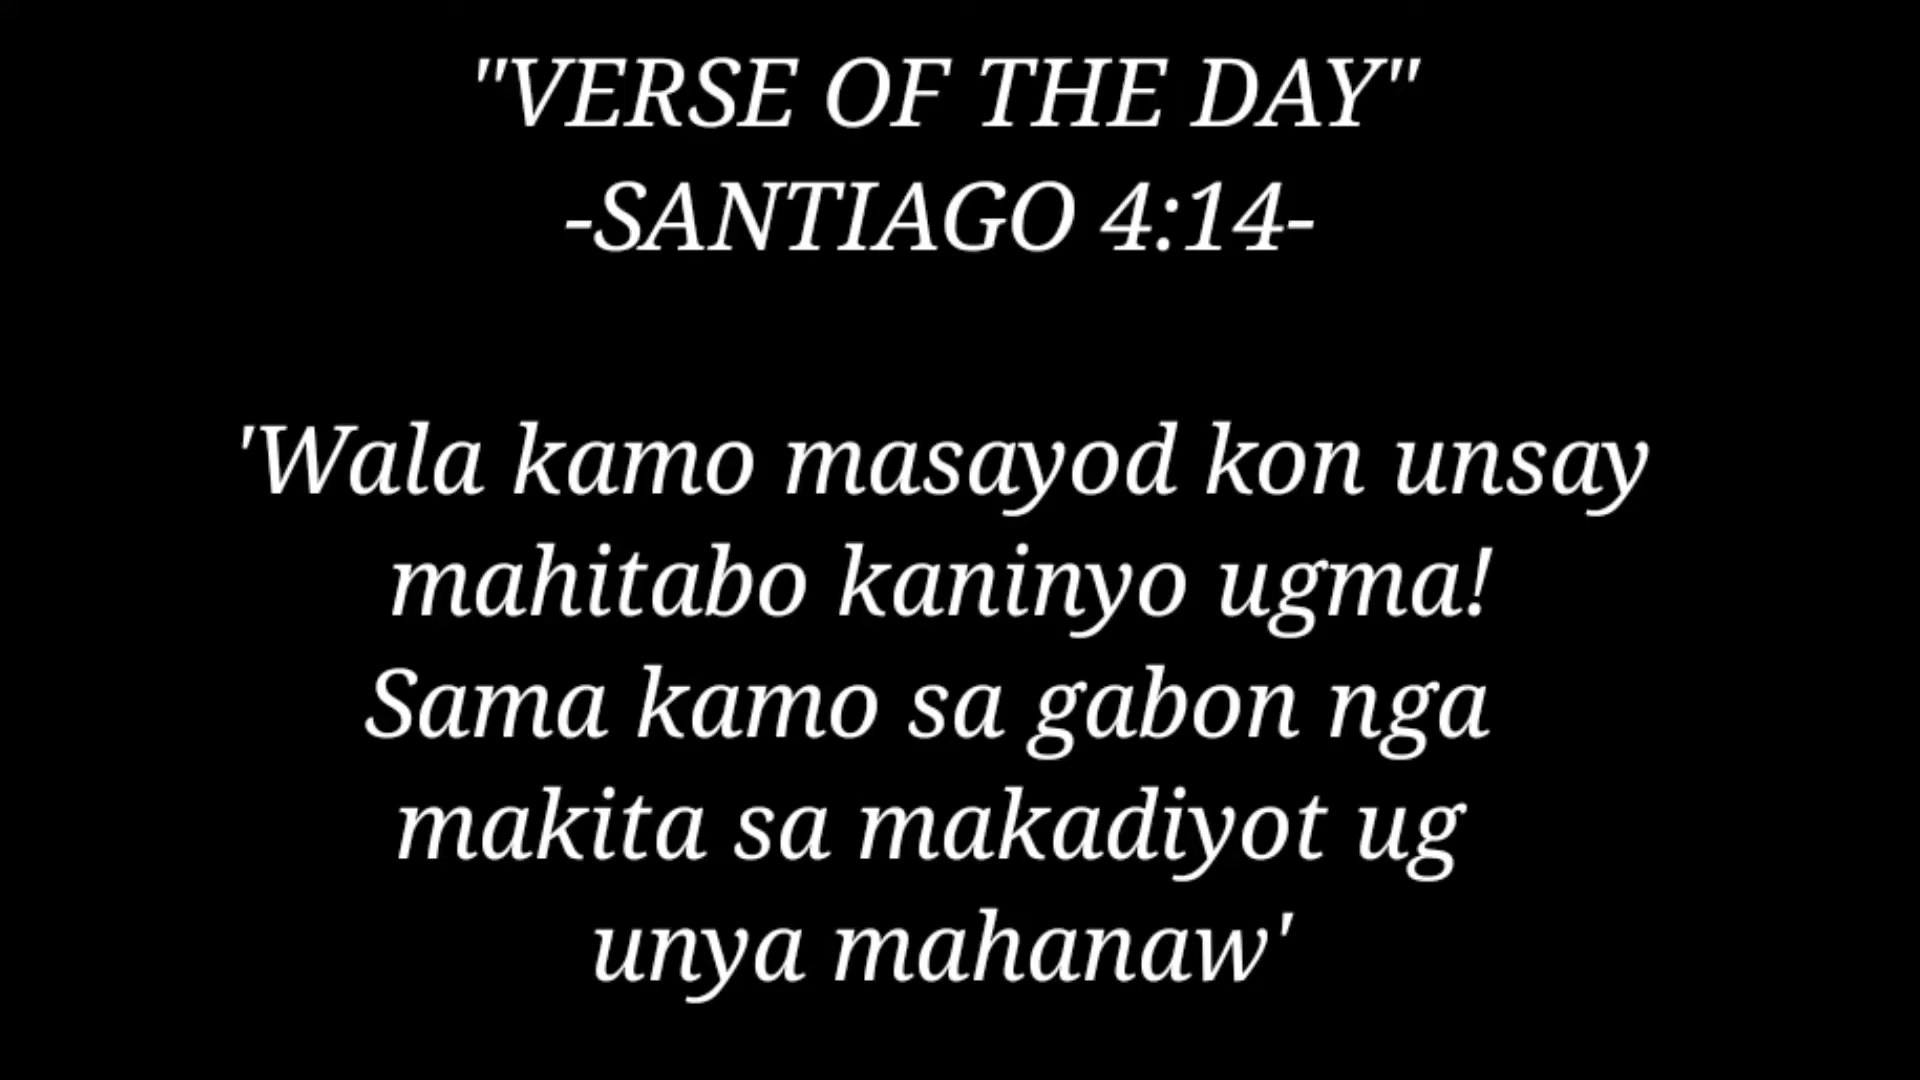 "VERSE OF THE DAY"
-SANTIAGO 4:14-
'Wala kamo masayod kon unsay
mahitabo kaninyo ugma!
Sama kamo sa gabon nga
makita sa makadiyot ug
unya mahanaw'